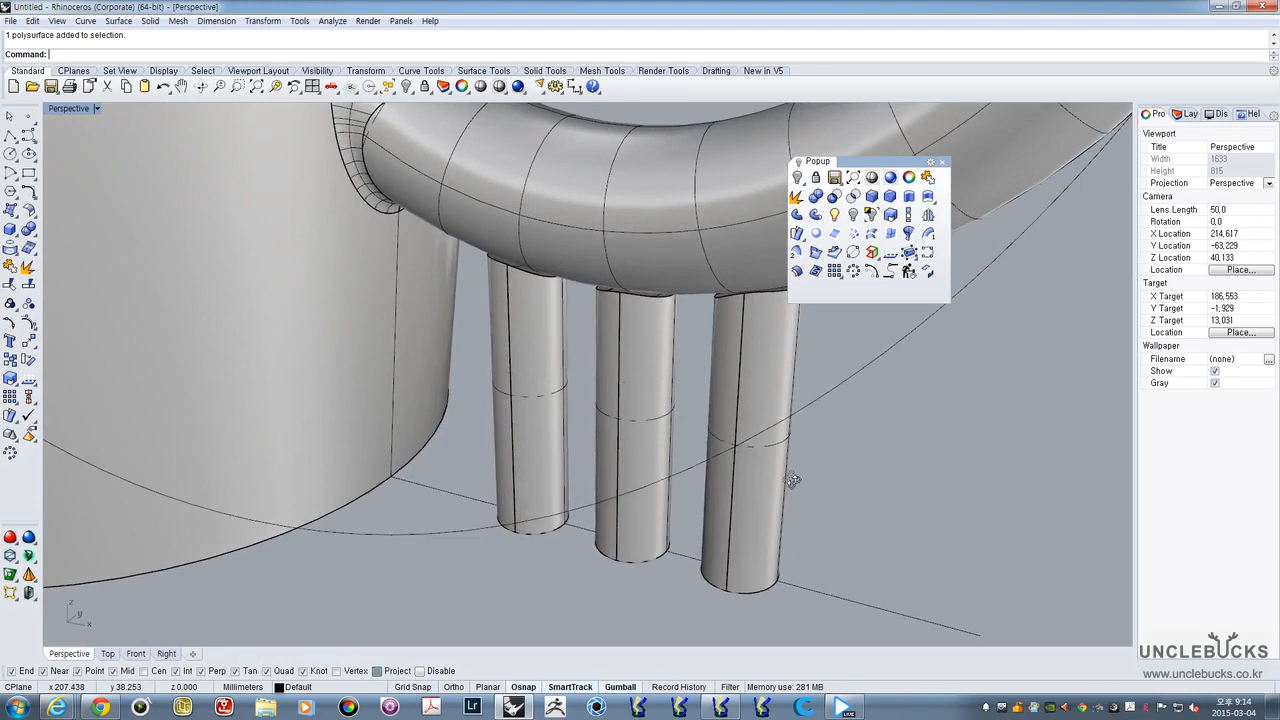 Untitled - Rhinoceros (Corporate) (64-bit) - [Perspective]
File Edit View Curve Surface Solid Mesh Dimension Transform Tools Analyze Render Panels Help
1 polysurface added to selection.
Command:
Standard CPlanes Set View Display Select Viewport Layout Visibility Transform Curve Tools Surface Tools Solid Tools Mesh Tools Render Tools Drafting New in V5
Perspective
Popup
Pro Lay Dis Hel
Viewport
Title Perspective
Width 1633
Height 815
Projection Perspective
Camera
Lens Length 50,0
Rotation 0,0
X Location 214,617
Y Location -63,229
Z Location 40,133
Location Place...
Target
X Target 186,553
Y Target -1,929
Z Target 13,031
Location Place...
Wallpaper
Filename (none) ...
Show
Gray
z
y
x
UNCLEBUCKS
www.unclebucks.co.kr
Perspective Top Front Right
End Near Point Mid Cen Int Perp Tan Quad Knot Vertex Project Disable
CPlane x 207.438 y 38.253 z 0.000 Millimeters Default Grid Snap Ortho Planar Osnap SmartTrack Gumball Record History Filter Memory use: 281 MB
Lr
LIVE
오후 9:14
2015-03-04